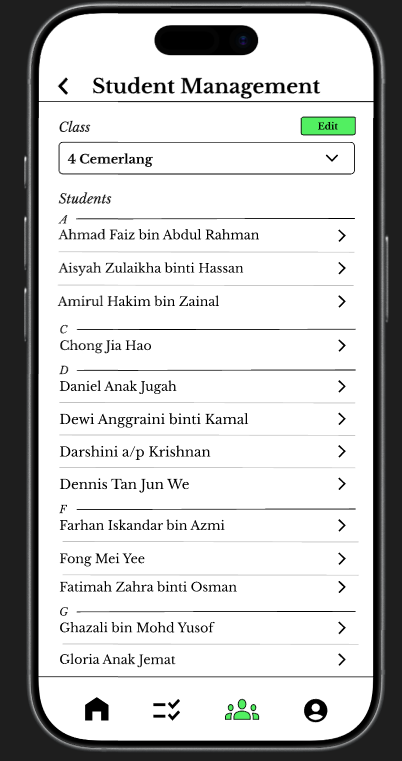 Student Management
Class
Edit
4 Cemerlang
Students
A
Ahmad Faiz bin Abdul Rahman
Aisyah Zulaikha binti Hassan
Amirul Hakim bin Zainal
C
Chong Jia Hao
D
Daniel Anak Jugah
Dewi Anggraini binti Kamal
Darshini a/p Krishnan
Dennis Tan Jun We
F
Farhan Iskandar bin Azmi
Fong Mei Yee
Fatimah Zahra binti Osman
G
Ghazali bin Mohd Yusof
Gloria Anak Jemat